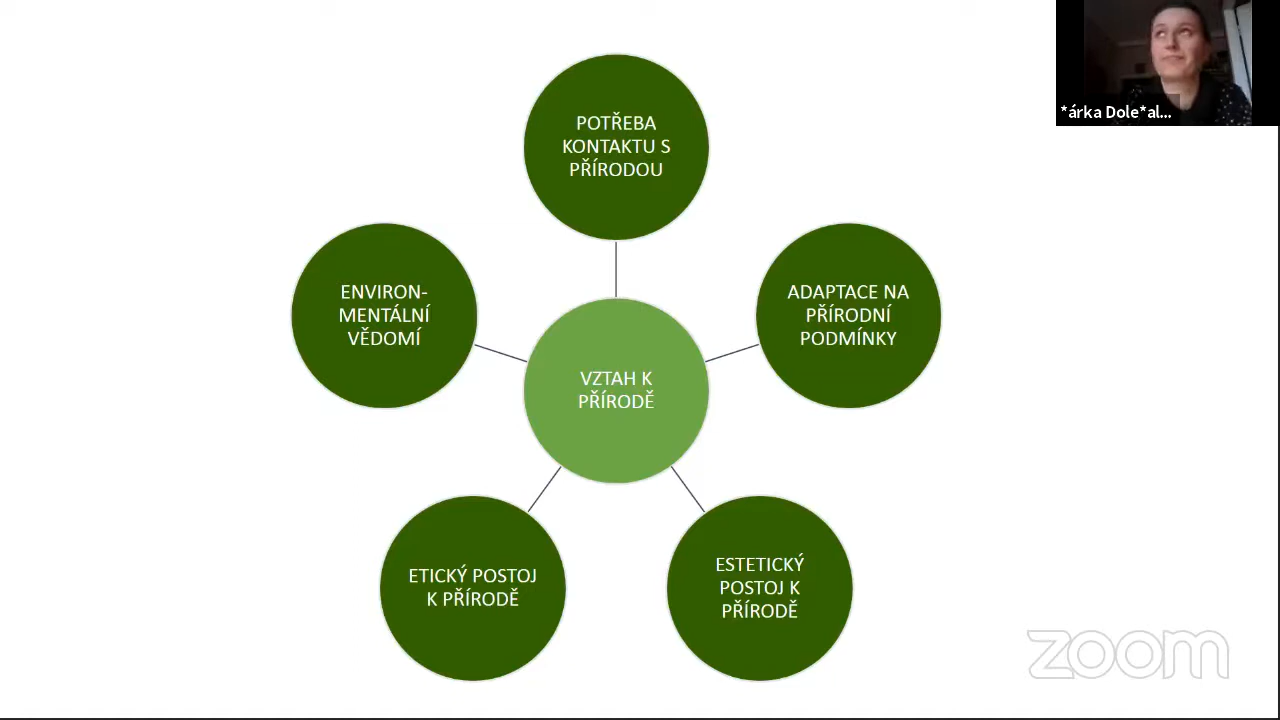 *árka Dole*al...
POTŘEBA
KONTAKTU S
PŘÍRODOU
ENVIRON-
MENTÁLNÍ
VĚDOMÍ
ADAPTACE NA
PŘÍRODNÍ
PODMÍNKY
VZTAH K
PŘÍRODĚ
ETICKÝ POSTOJ
K PŘÍRODĚ
ESTETICKÝ
POSTOJ K
PŘÍRODĚ
zoom